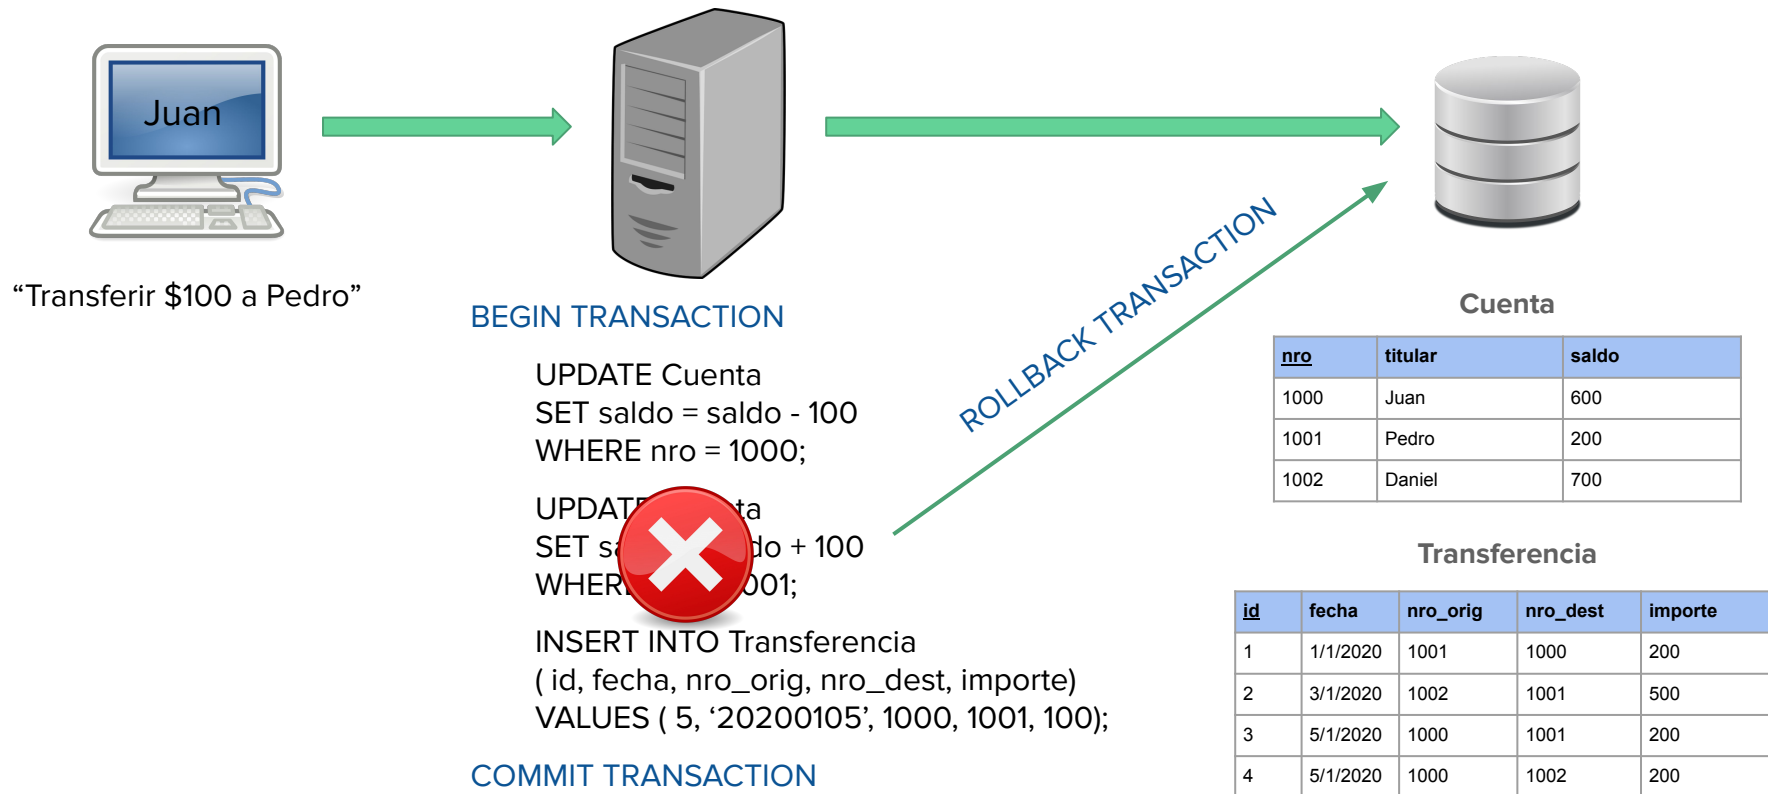 Juan
“Transferir $100 a Pedro”
BEGIN TRANSACTION
UPDATE Cuenta
SET saldo = saldo - 100
WHERE nro = 1000;
UPDAT ta
SET sa do + 100
WHER 001;
INSERT INTO Transferencia
( id, fecha, nro_orig, nro_dest, importe)
VALUES ( 5, ‘20200105’, 1000, 1001, 100);
COMMIT TRANSACTION
ROLLBACK TRANSACTION
Cuenta
nro titular saldo
1000 Juan 600
1001 Pedro 200
1002 Daniel 700
Transferencia
id fecha nro_orig nro_dest importe
1 1/1/2020 1001 1000 200
2 3/1/2020 1002 1001 500
3 5/1/2020 1000 1001 200
4 5/1/2020 1000 1002 200